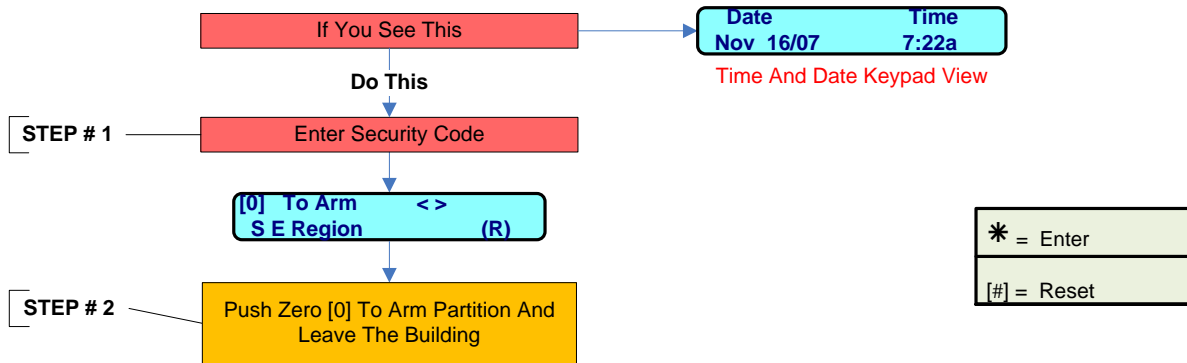 If You See This
Date Time
Nov 16/07 7:22a
Time And Date Keypad View
Do This
STEP # 1
Enter Security Code
[0] To Arm < >
S E Region (R)
STEP # 2
Push Zero [0] To Arm Partition And
Leave The Building
* = Enter
[#] = Reset